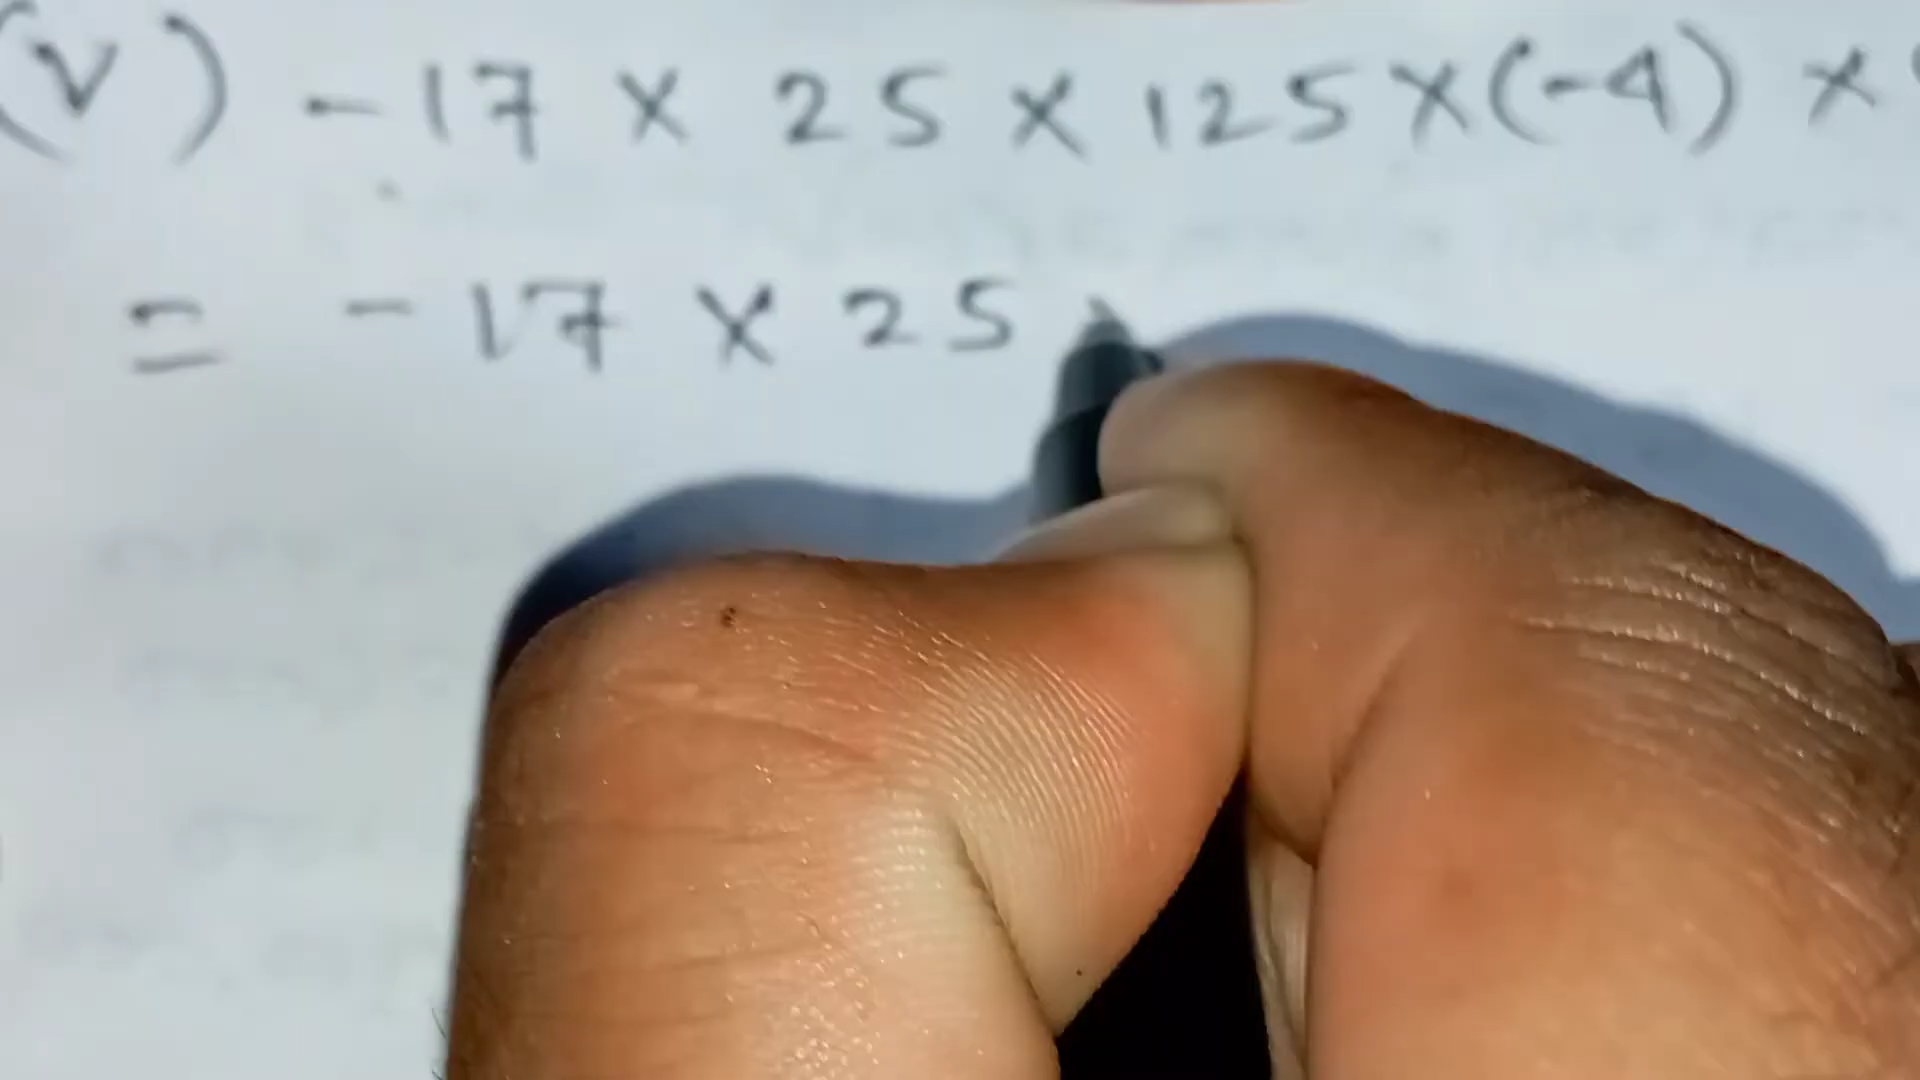 (v) -17 × 25 × 125 × (-4) ×
= -17 × 25